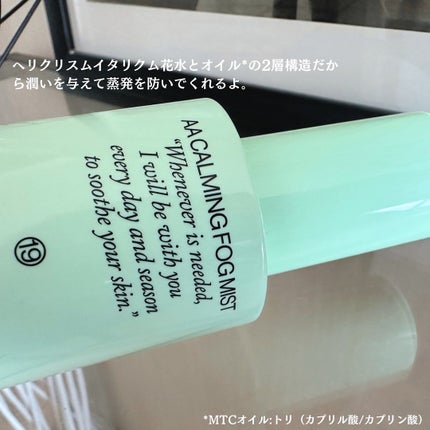 ヘリクリスムイタリクム花水とオイル*の2層構造だか
ら潤いを与えて蒸発を防いでくれるよ。
AA CALMING FOG MIST
"Whenever is needed,
I will be with you
every day and season
to soothe your skin."
19
*MTCオイル:トリ（カプリル酸/カプリン酸）